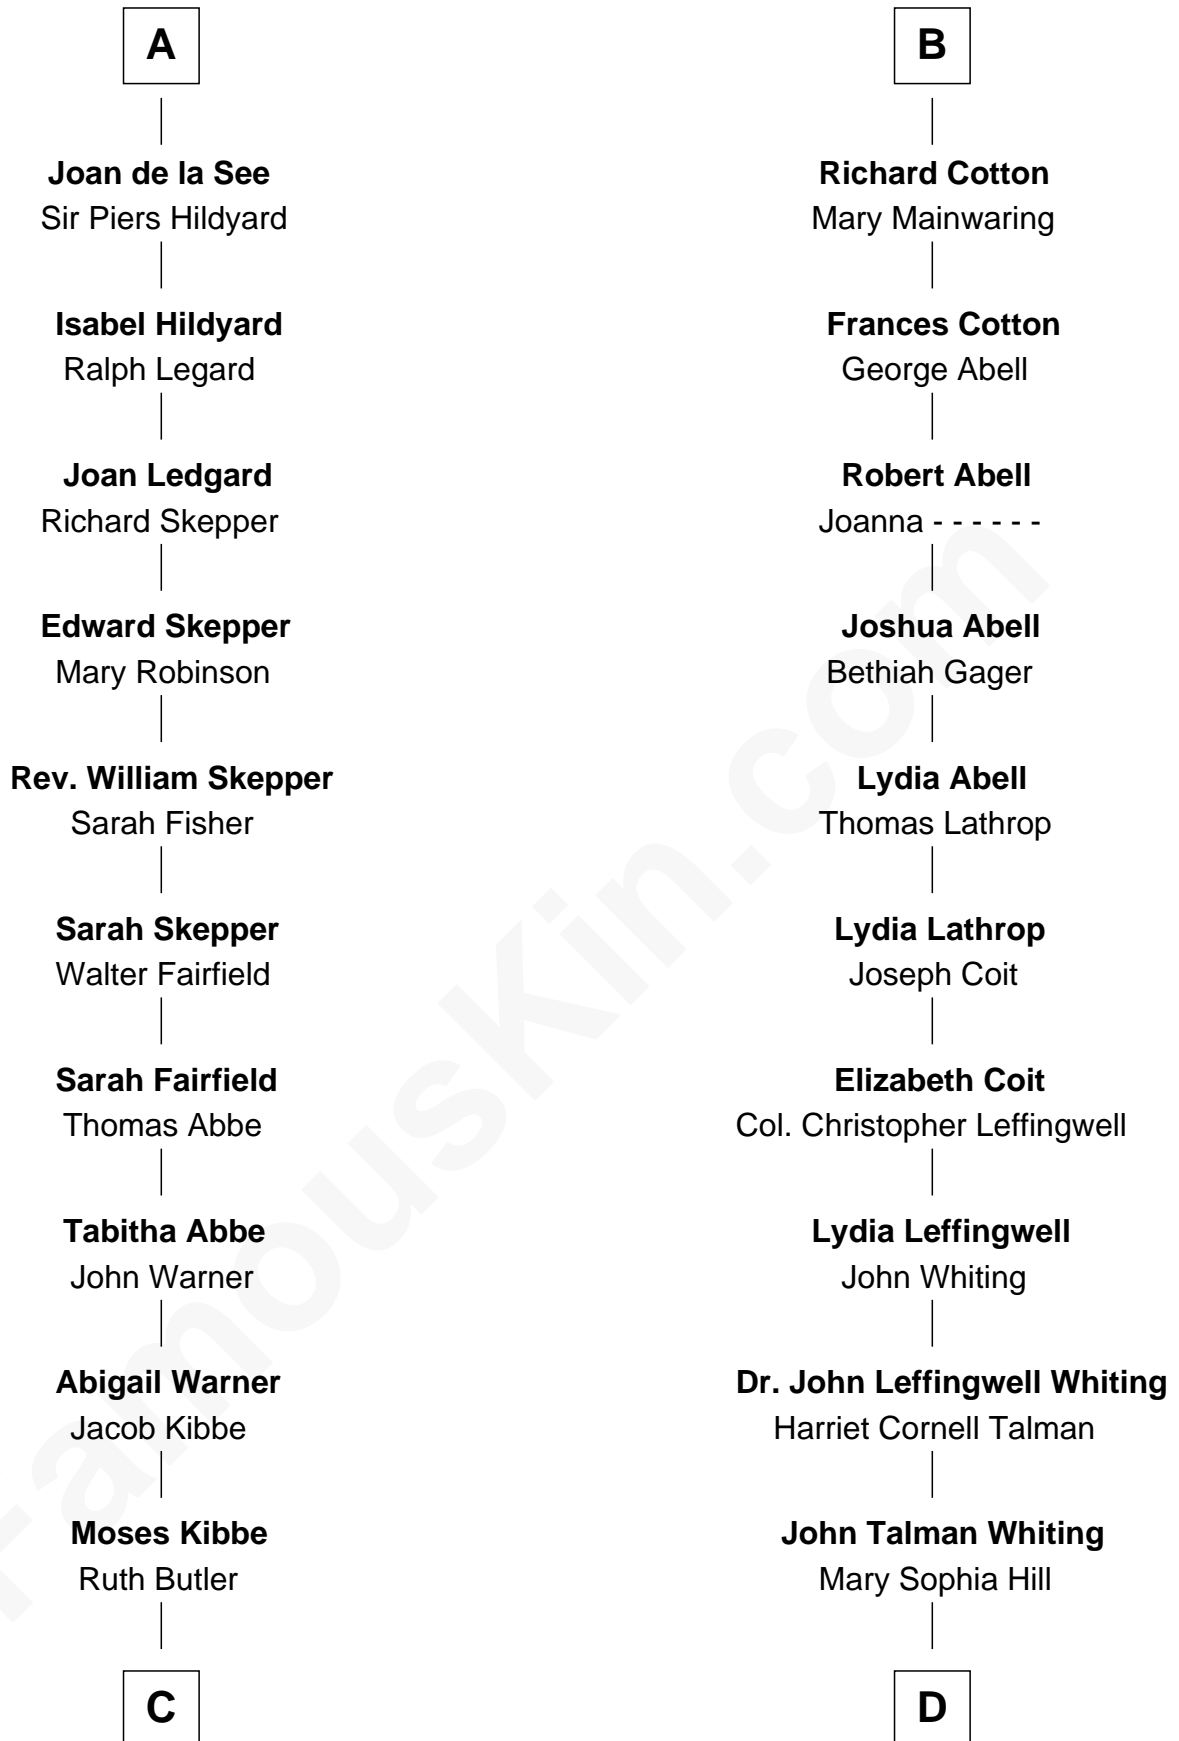 A
Joan de la See
Sir Piers Hildyard
Isabel Hildyard
Ralph Legard
Joan Ledgard
Richard Skepper
Edward Skepper
Mary Robinson
Rev. William Skepper
Sarah Fisher
Sarah Skepper
Walter Fairfield
Sarah Fairfield
Thomas Abbe
Tabitha Abbe
John Warner
Abigail Warner
Jacob Kibbe
Moses Kibbe
Ruth Butler
C
B
Richard Cotton
Mary Mainwaring
Frances Cotton
George Abell
Robert Abell
Joanna - - - - - -
Joshua Abell
Bethiah Gager
Lydia Abell
Thomas Lathrop
Lydia Lathrop
Joseph Coit
Elizabeth Coit
Col. Christopher Leffingwell
Lydia Leffingwell
John Whiting
Dr. John Leffingwell Whiting
Harriet Cornell Talman
John Talman Whiting
Mary Sophia Hill
D
FamousKin.com